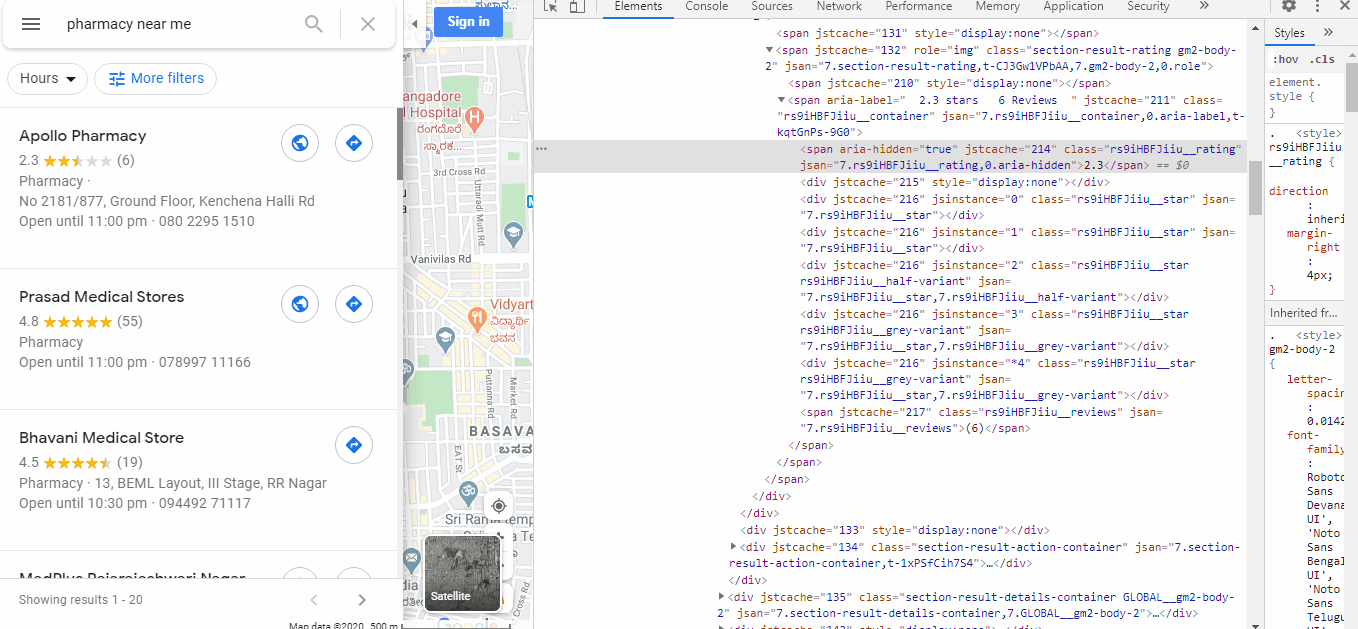 pharmacy near me
Hours
More filters
Apollo Pharmacy
2.3 (6)
Pharmacy ·
No 2181/877, Ground Floor, Kenchena Halli Rd
Open until 11:00 pm · 080 2295 1510
Prasad Medical Stores
4.8 (55)
Pharmacy
Open until 11:00 pm · 078997 11166
Bhavani Medical Store
4.5 (19)
Pharmacy · 13, BEML Layout, III Stage, RR Nagar
Open until 10:30 pm · 094492 71117
MedPlus Rajarajeshwari Nagar
Showing results 1 - 20
Sign in
angadore
l Hospital
ರಂಗದೊರೆ
ಸ್ಮಾರಕ...
3rd Cross Rd
Uttaradi Mutt Rd
Vanivilas Rd
Vidyart
ವಿದ್ಯಾರ್ಥಿ
ಭವನ
Puttanna Rd
Market Rd
BASAVA
ಬಸವ
EAT St
Sri Rama Temp
Satellite
Cross Rd
Google
Map data ©2020 500 m
Elements
Console
Sources
Network
Performance
Memory
Application
Security
»
<span jstcache="131" style="display:none"></span>
▼<span jstcache="132" role="img" class="section-result-rating gm2-body-
2" jsan="7.section-result-rating,t-CJ3Gw1VPbAA,7.gm2-body-2,0.role">
<span jstcache="210" style="display:none"></span>
▼<span aria-label="  2.3 stars   6 Reviews  " jstcache="211" class=
"rs9iHBFJiiu__container" jsan="7.rs9iHBFJiiu__container,0.aria-label,t-
kqtGnPs-9G0">
<span aria-hidden="true" jstcache="214" class="rs9iHBFJiiu__rating"
jsan="7.rs9iHBFJiiu__rating,0.aria-hidden">2.3</span> == $0
<div jstcache="215" style="display:none"></div>
<div jstcache="216" jsinstance="0" class="rs9iHBFJiiu__star" jsan=
"7.rs9iHBFJiiu__star"></div>
<div jstcache="216" jsinstance="1" class="rs9iHBFJiiu__star" jsan=
"7.rs9iHBFJiiu__star"></div>
<div jstcache="216" jsinstance="2" class="rs9iHBFJiiu__star
rs9iHBFJiiu__half-variant" jsan=
"7.rs9iHBFJiiu__star,7.rs9iHBFJiiu__half-variant"></div>
<div jstcache="216" jsinstance="3" class="rs9iHBFJiiu__star
rs9iHBFJiiu__grey-variant" jsan=
"7.rs9iHBFJiiu__star,7.rs9iHBFJiiu__grey-variant"></div>
<div jstcache="216" jsinstance="*4" class="rs9iHBFJiiu__star
rs9iHBFJiiu__grey-variant" jsan=
"7.rs9iHBFJiiu__star,7.rs9iHBFJiiu__grey-variant"></div>
<span jstcache="217" class="rs9iHBFJiiu__reviews" jsan=
"7.rs9iHBFJiiu__reviews">(6)</span>
</span>
</span>
</span>
</div>
</div>
<div jstcache="133" style="display:none"></div>
▶<div jstcache="134" class="section-result-action-container" jsan="7.section-
result-action-container,t-1xPSfCih7S4">…</div>
</div>
▶<div jstcache="135" class="section-result-details-container GLOBAL__gm2-body-
2" jsan="7.section-result-details-container,7.GLOBAL__gm2-body-2">…</div>
Styles
»
:hov .cls
element.
style {
}
. <style>
rs9iHBFJiiu
__rating {
direction
:
inheri
margin-
right
:
4px;
}
Inherited fr...
. <style>
gm2-body-2
{
letter-
spacin
:
0.0142
font-
family
:
Roboto
Sans
Devana
UI',
'Noto
Sans
Bengal
UI',
'Noto
Sans
Telugu